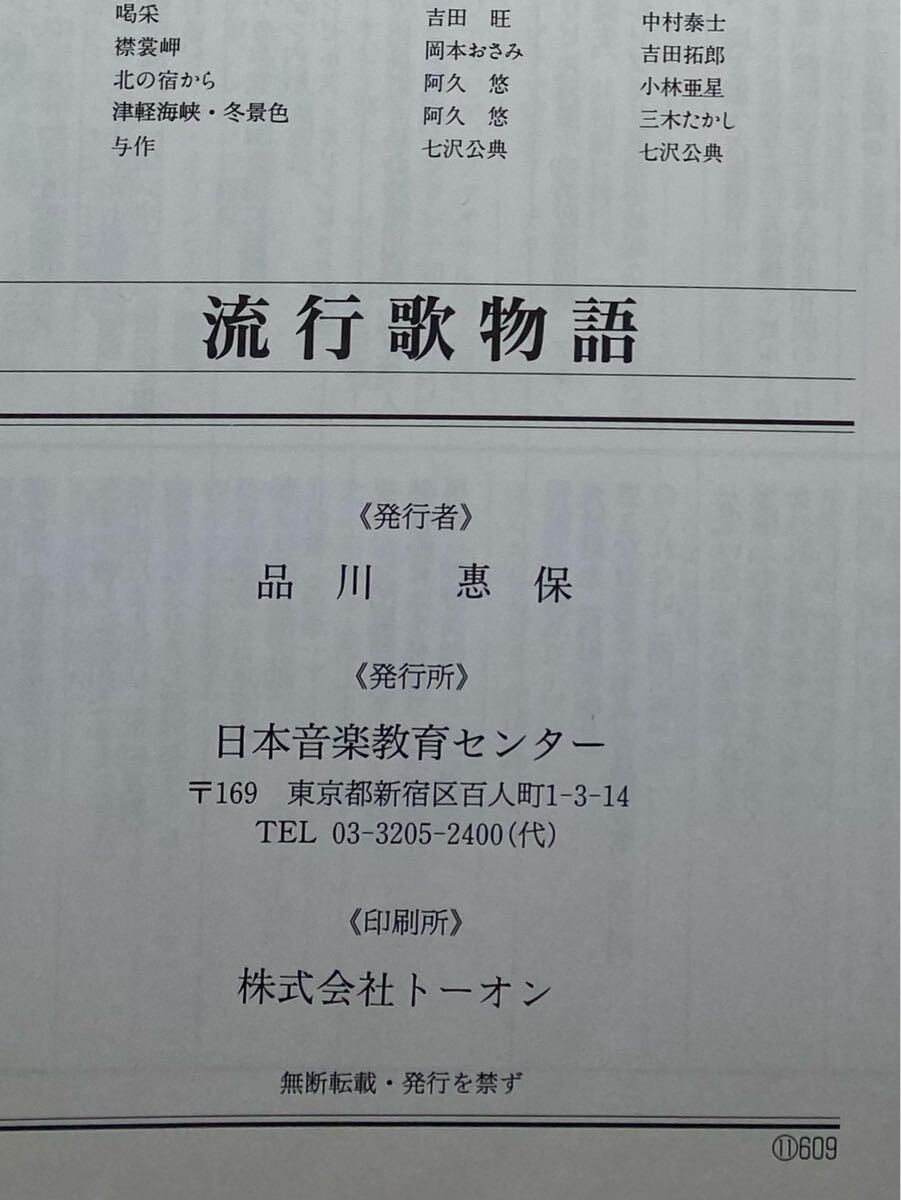 喝采 吉田 旺 中村泰士
襟裳岬 岡本おさみ 吉田拓郎
北の宿から 阿久 悠 小林亜星
津軽海峡・冬景色 阿久 悠 三木たかし
与作 七沢公典 七沢公典
流行歌物語
《発行者》
品川 惠保
《発行所》
日本音楽教育センター
〒169 東京都新宿区百人町1-3-14
TEL 03-3205-2400(代)
《印刷所》
株式会社トーオン
無断転載・発行を禁ず
⑪609